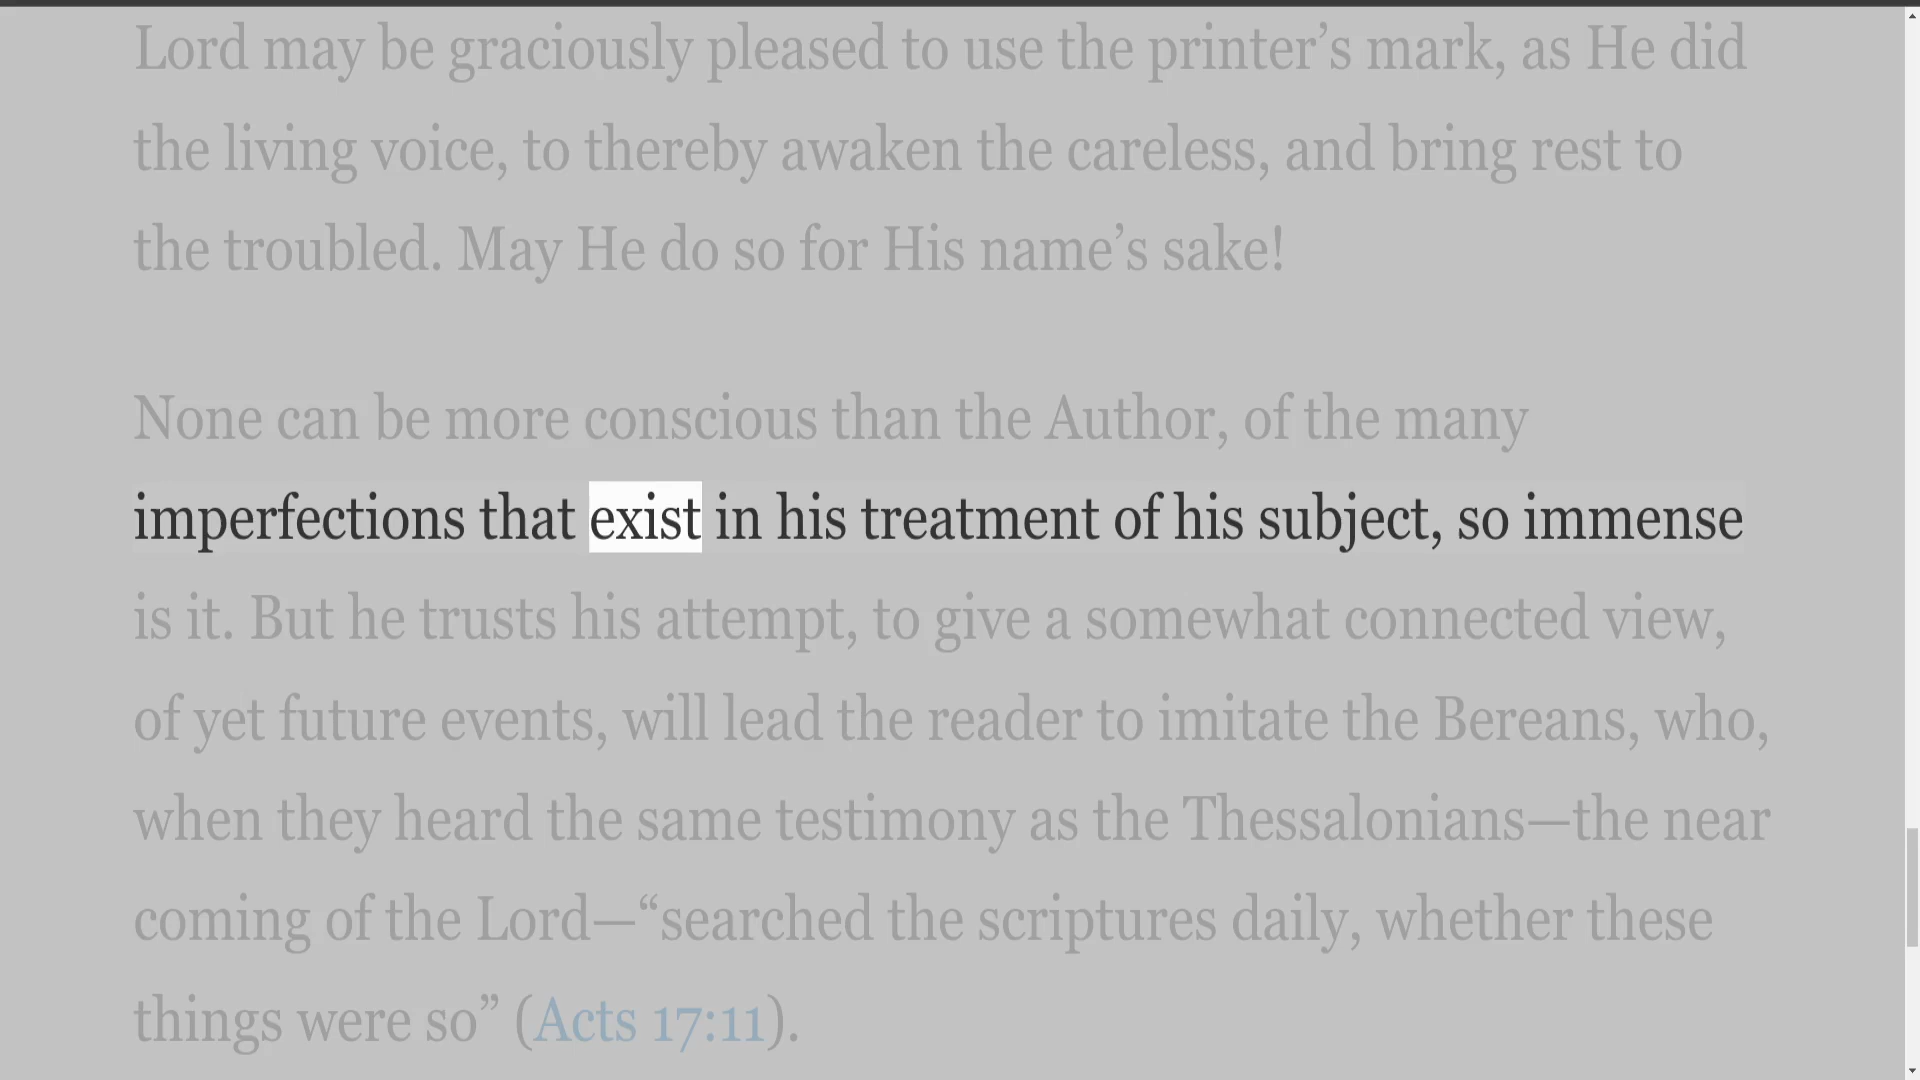 Lord may be graciously pleased to use the printer’s mark, as He did
the living voice, to thereby awaken the careless, and bring rest to
the troubled. May He do so for His name’s sake!
None can be more conscious than the Author, of the many
imperfections that exist in his treatment of his subject, so immense
is it. But he trusts his attempt, to give a somewhat connected view,
of yet future events, will lead the reader to imitate the Bereans, who,
when they heard the same testimony as the Thessalonians—the near
coming of the Lord—“searched the scriptures daily, whether these
things were so” (Acts 17:11).